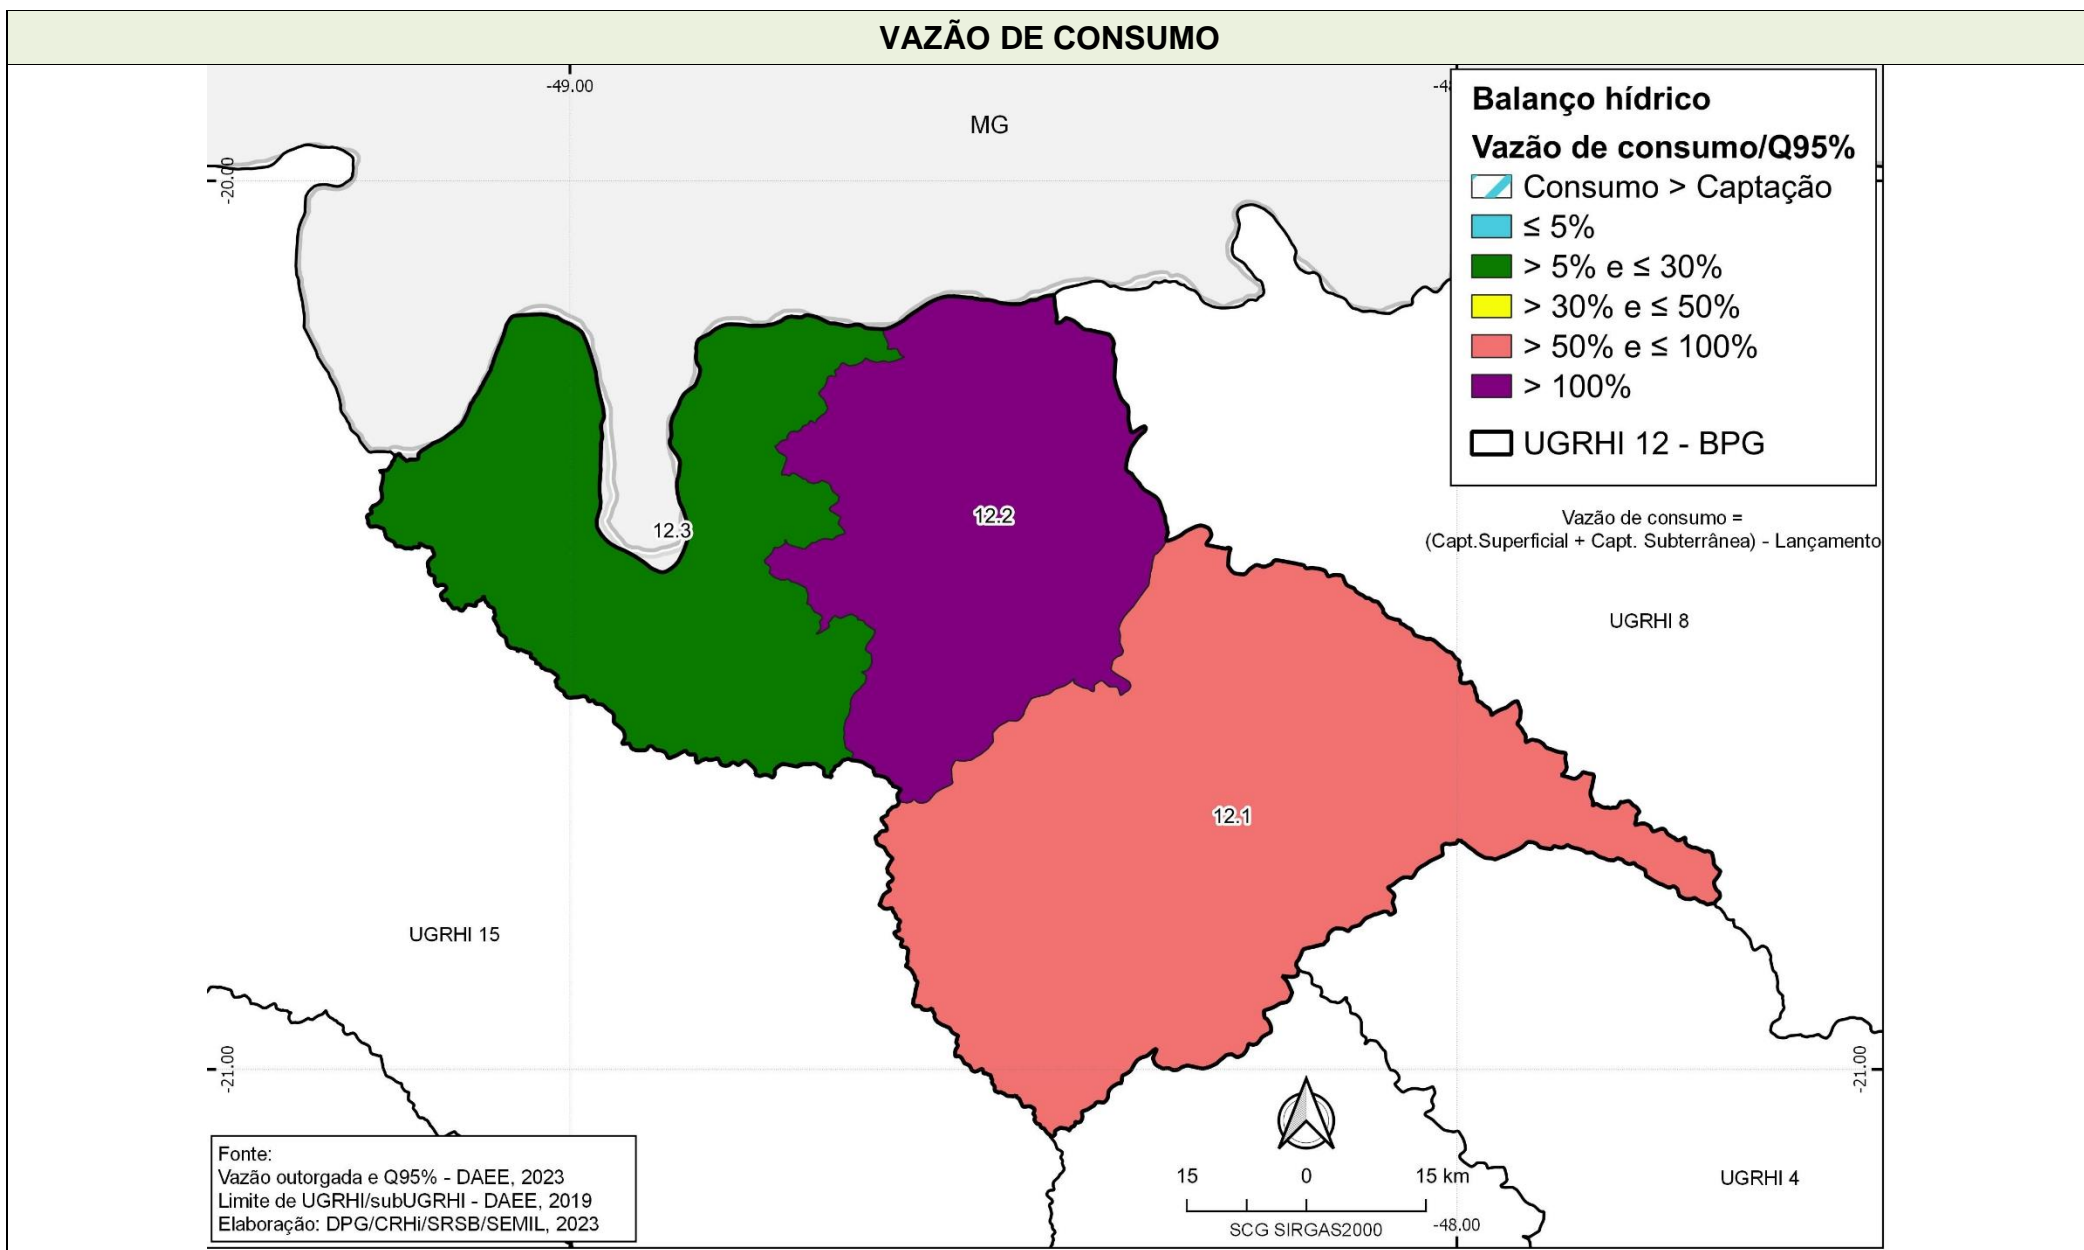 VAZÃO DE CONSUMO
-49.00
MG
-20.00
Balanço hídrico
Vazão de consumo/Q95%
Consumo > Captação
≤ 5%
> 5% e ≤ 30%
> 30% e ≤ 50%
> 50% e ≤ 100%
> 100%
UGRHI 12 - BPG
Vazão de consumo =
(Capt.Superficial + Capt. Subterrânea) - Lançamento
12.3
12.2
UGRHI 8
12.1
UGRHI 15
-21.00
-21.00
Fonte:
Vazão outorgada e Q95% - DAEE, 2023
Limite de UGRHI/subUGRHI - DAEE, 2019
Elaboração: DPG/CRHi/SRSB/SEMIL, 2023
15 0 15 km
SCG SIRGAS2000
-48.00
UGRHI 4